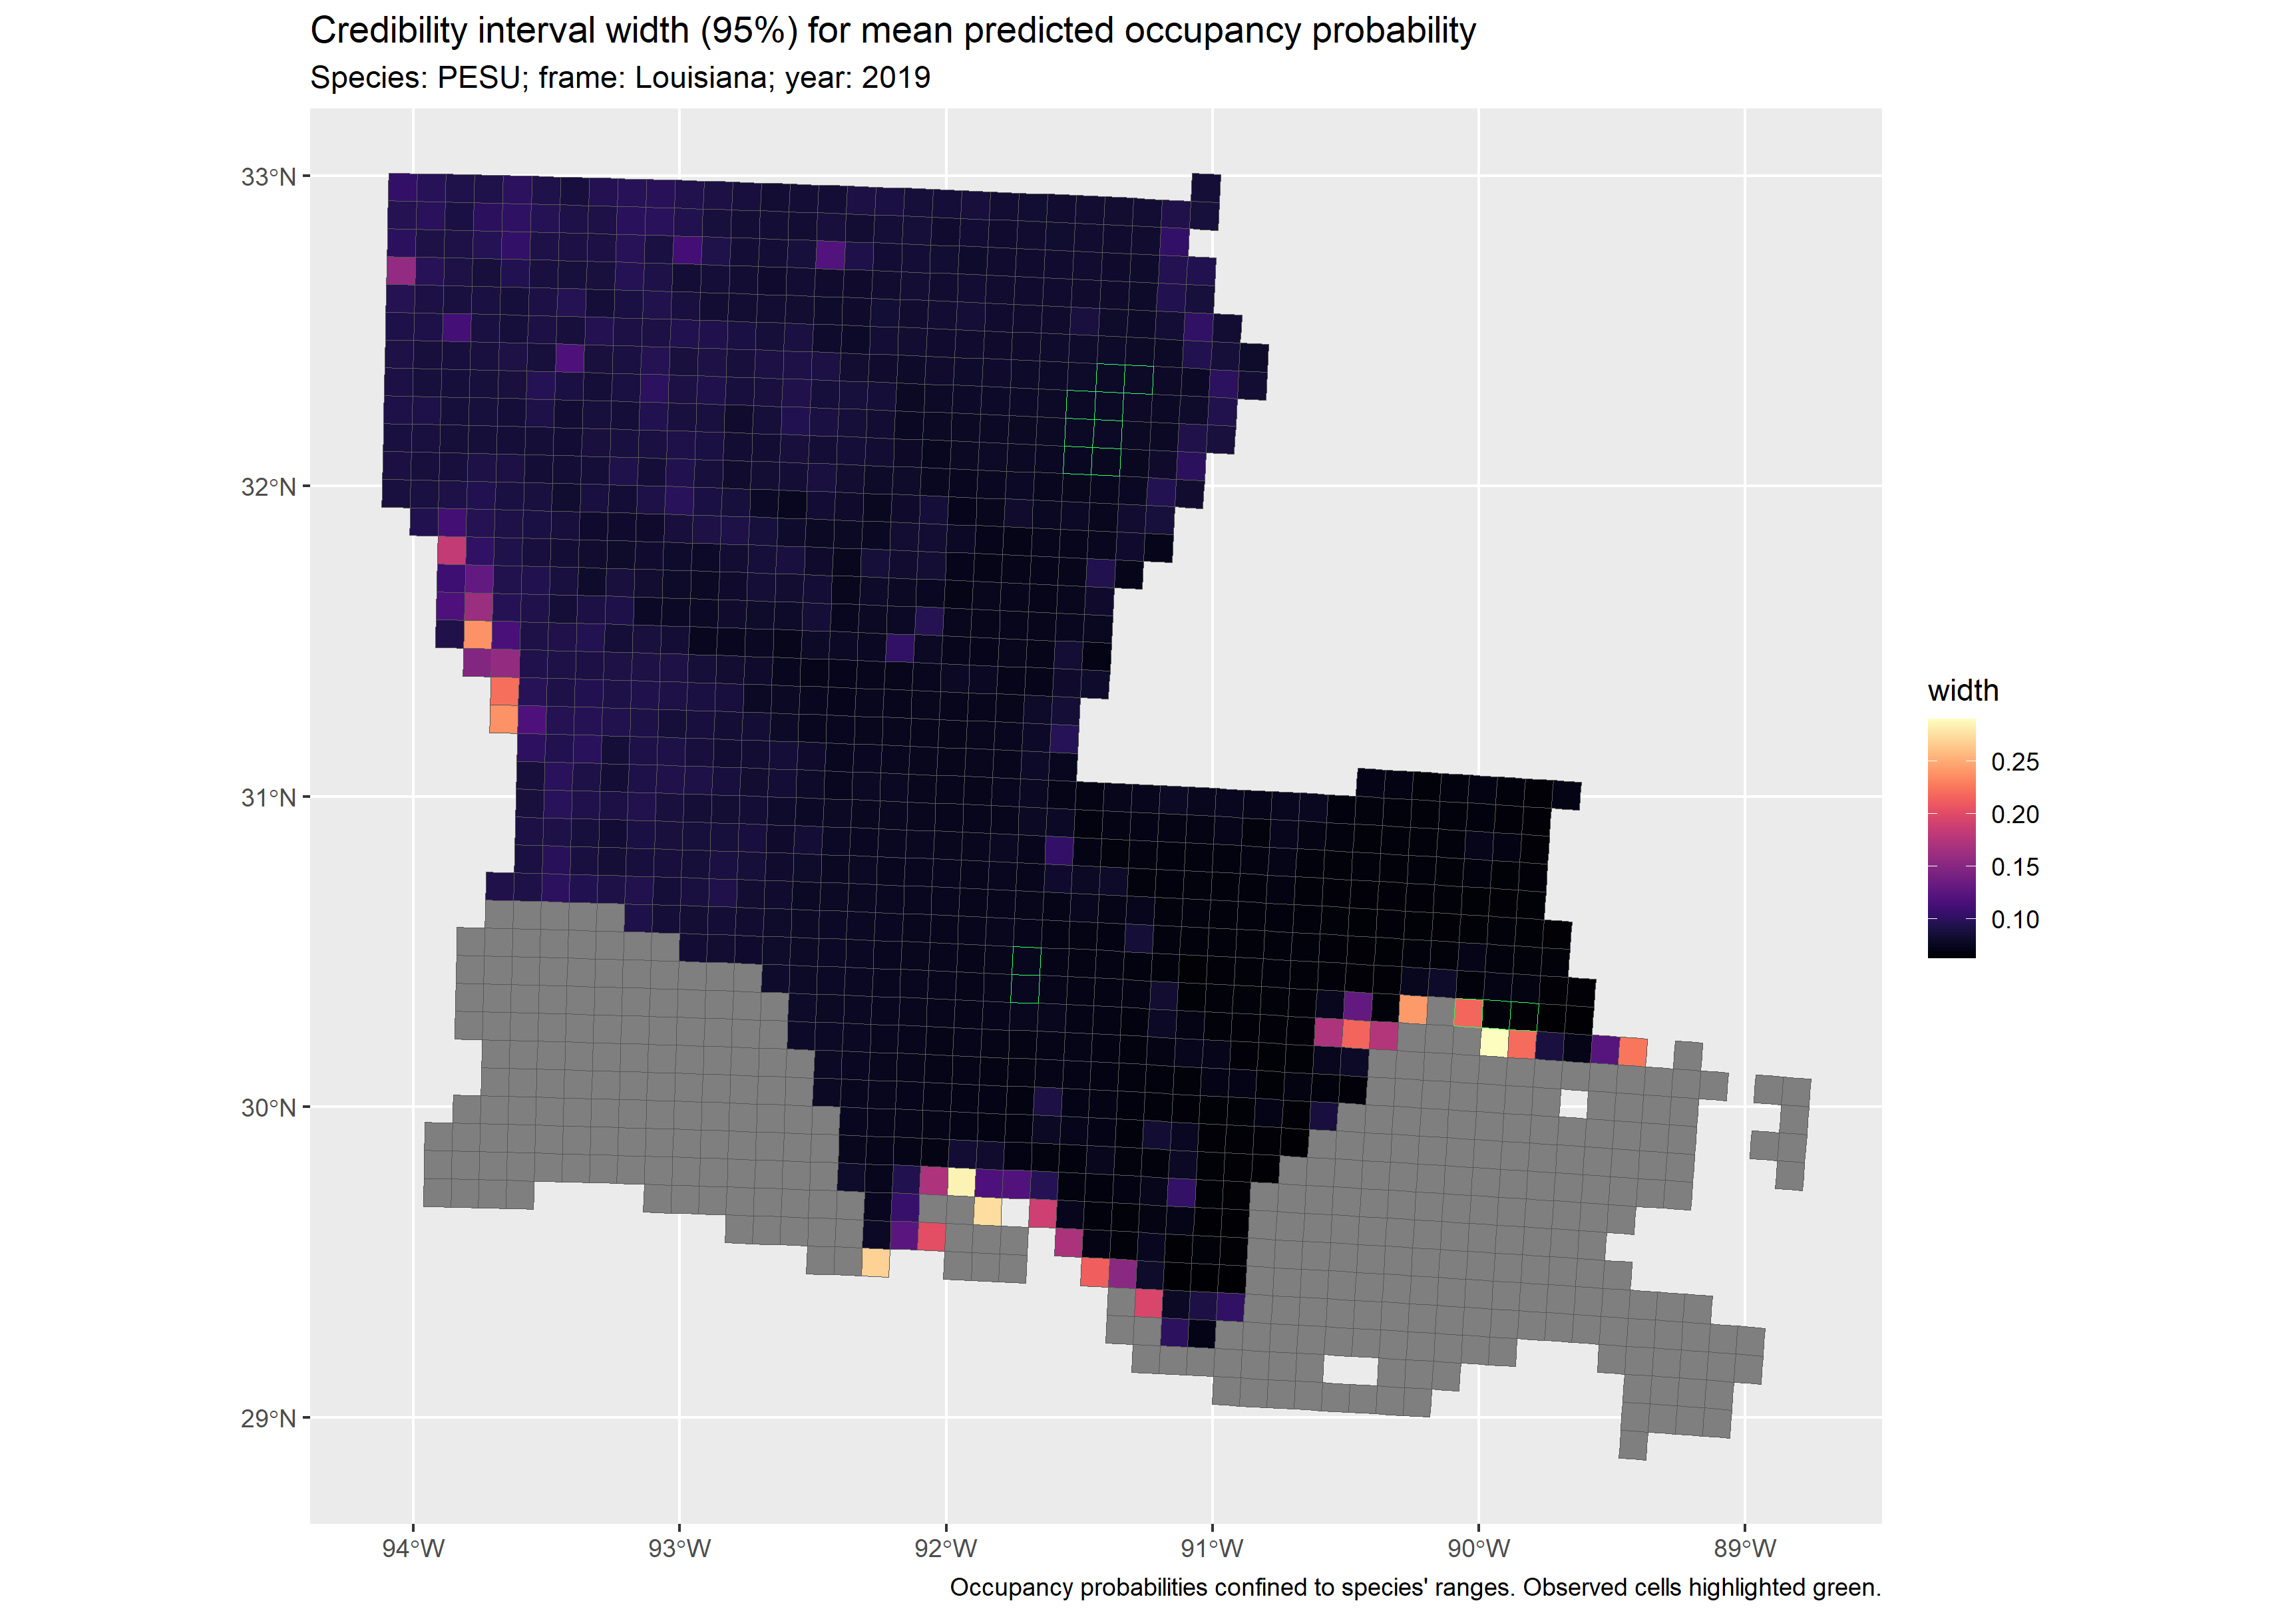 Credibility interval width (95%) for mean predicted occupancy probability
Species: PESU; frame: Louisiana; year: 2019
33°N
32°N
31°N
30°N
29°N
width
0.25
0.20
0.15
0.10
94°W 93°W 92°W 91°W 90°W 89°W
Occupancy probabilities confined to species' ranges. Observed cells highlighted green.